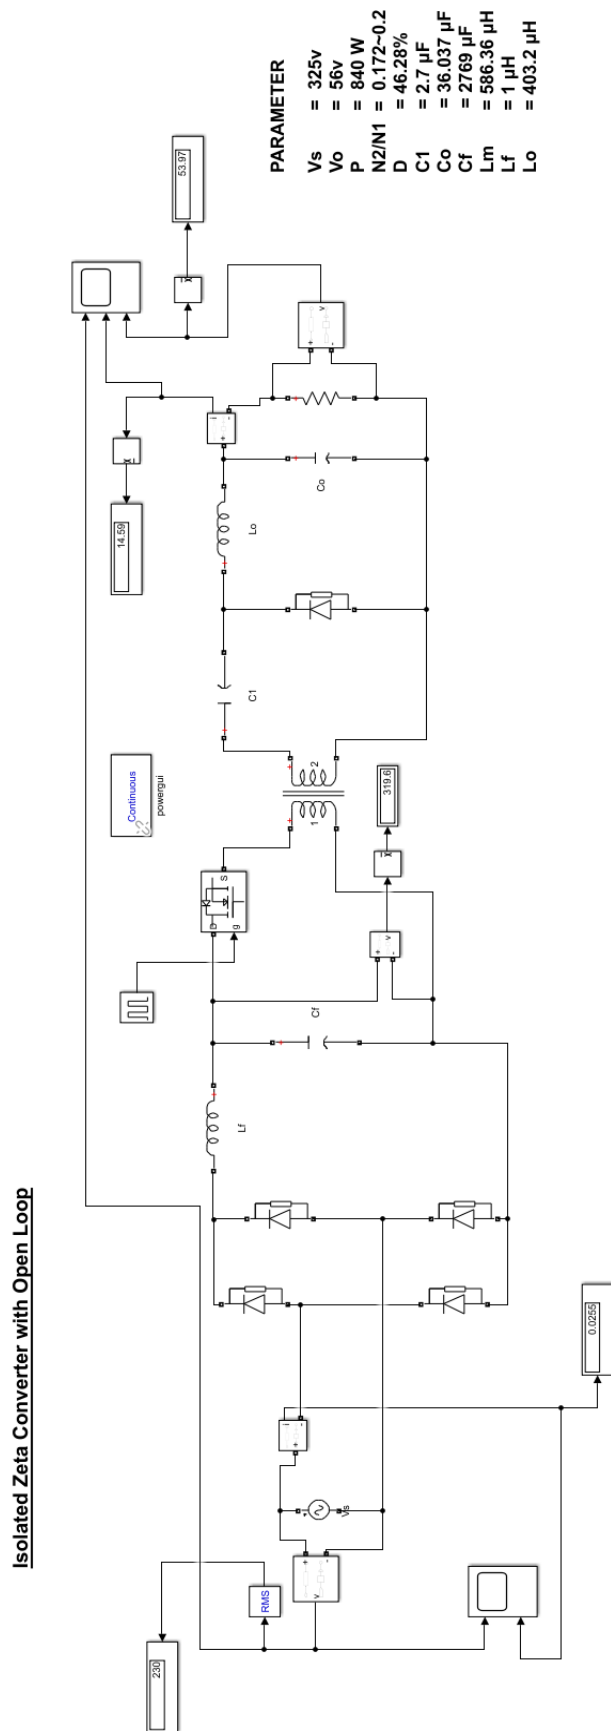 Isolated Zeta Converter with Open Loop
PARAMETER
Vs = 325v
Vo = 56v
P = 840 W
N2/N1 = 0.172~0.2
D = 46.28%
C1 = 2.7 μF
Co = 36.037 μF
Cf = 2769 μF
Lm = 586.36 μH
Lf = 1 μH
Lo = 403.2 μH
230
RMS
Vs
v
+
-
i
+
-
0.0255
Lf
Cf
D
S
g
v
+
-
319.6
Continuous
powergui
1
2
C1
Lo
Co
i
+
-
14.59
v
+
-
53.97